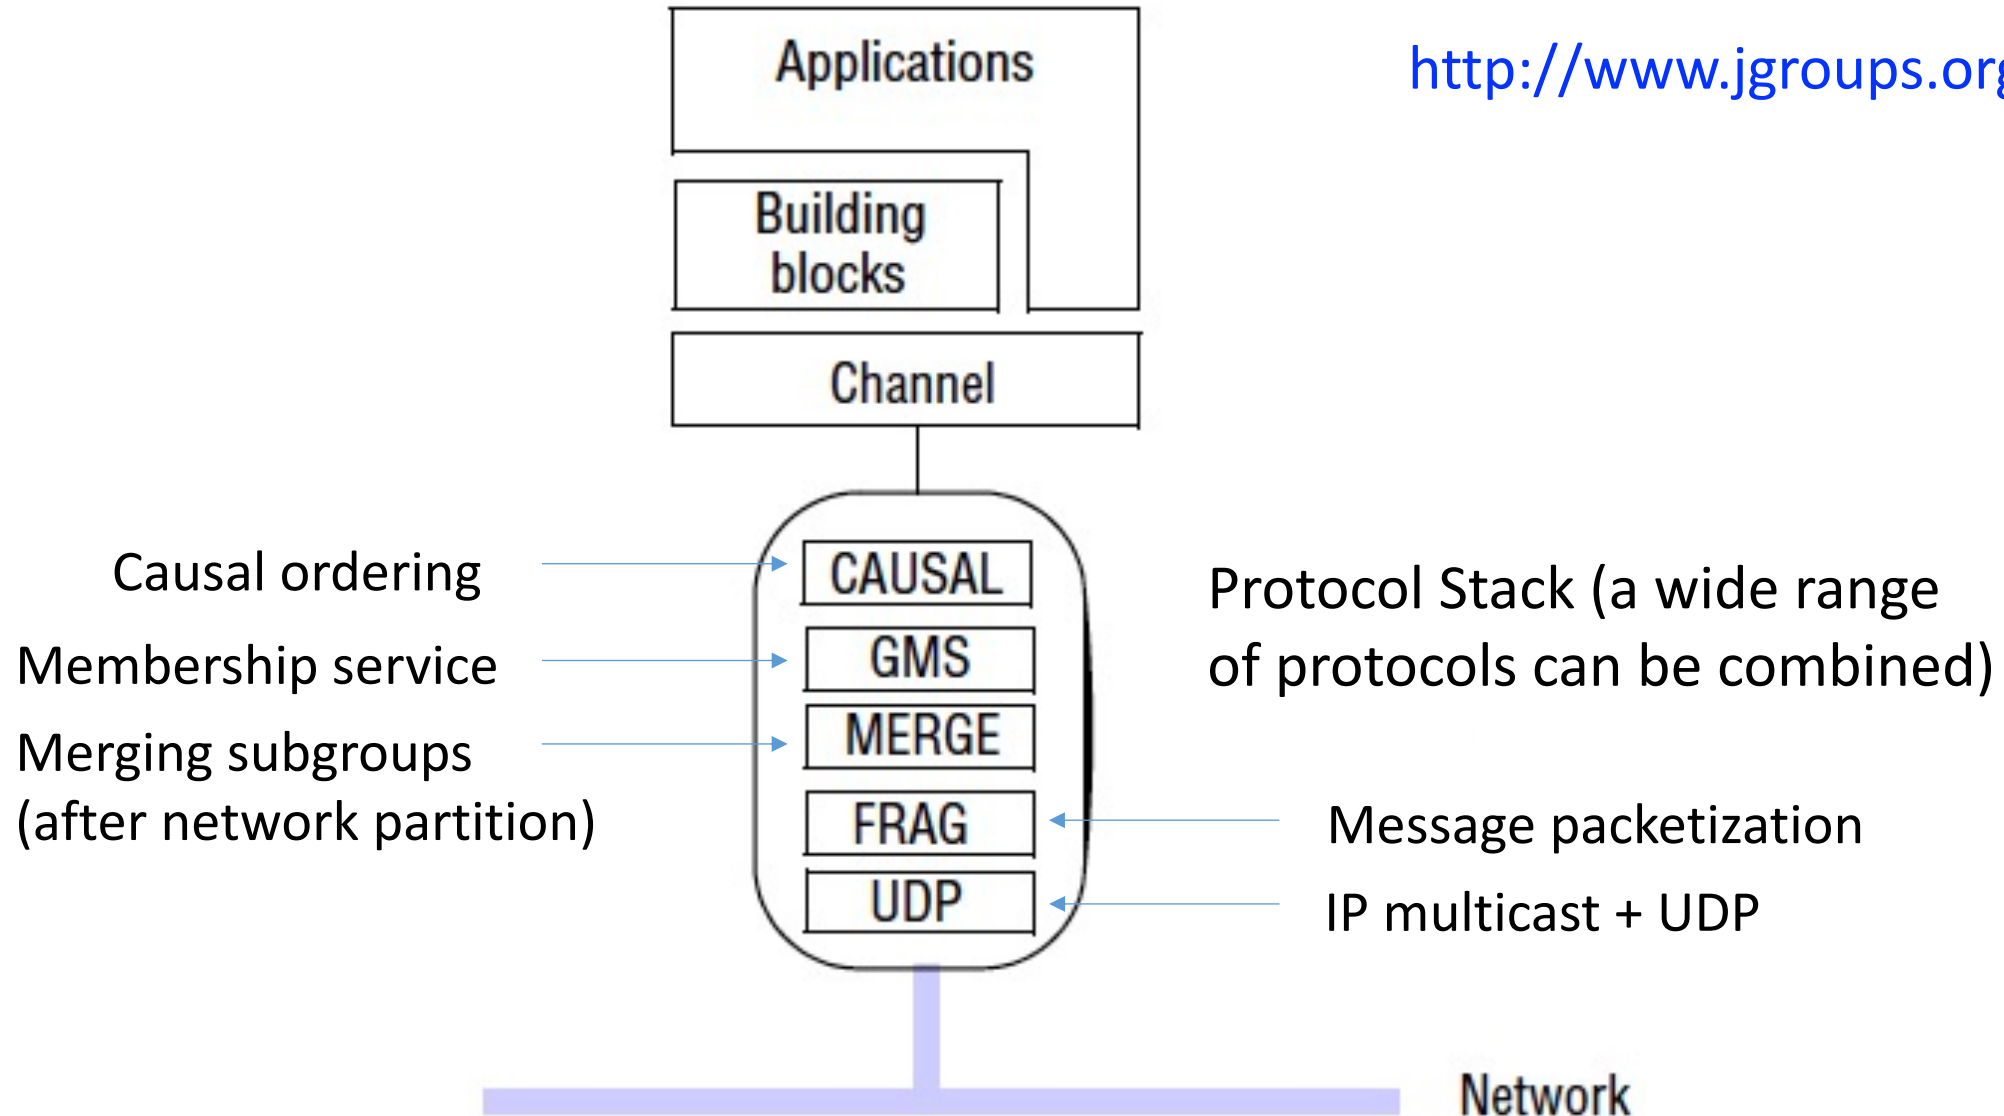 Applications
http://www.jgroups.org
Building
blocks
Channel
Causal ordering
CAUSAL
Protocol Stack (a wide range
of protocols can be combined)
Membership service
GMS
Merging subgroups
(after network partition)
MERGE
FRAG
Message packetization
UDP
IP multicast + UDP
Network